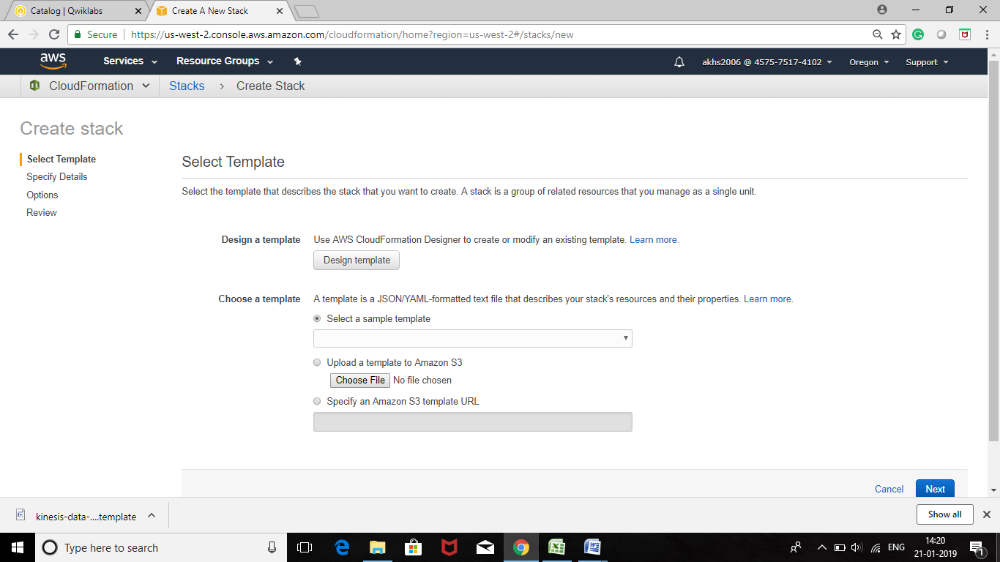 Catalog | Qwiklabs
Create A New Stack
Secure
https://us-west-2.console.aws.amazon.com/cloudformation/home?region=us-west-2#/stacks/new
aws
Services
Resource Groups
akhs2006 @ 4575-7517-4102
Oregon
Support
CloudFormation
Stacks
Create Stack
Create stack
Select Template
Specify Details
Options
Review
Select Template
Select the template that describes the stack that you want to create. A stack is a group of related resources that you manage as a single unit.
Design a template
Use AWS CloudFormation Designer to create or modify an existing template. Learn more.
Design template
Choose a template
A template is a JSON/YAML-formatted text file that describes your stack's resources and their properties. Learn more.
Select a sample template
Upload a template to Amazon S3
Choose File No file chosen
Specify an Amazon S3 template URL
Cancel
Next
kinesis-data-....template
Show all
Type here to search
ENG
14:20
21-01-2019
1